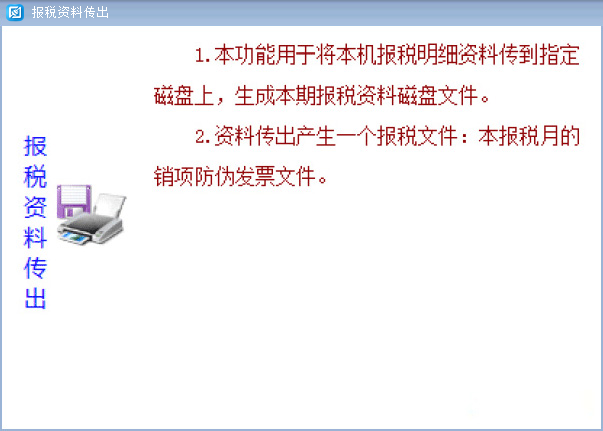 报税资料传出
1.本功能用于将本机报税明细资料传到指定
磁盘上，生成本期报税资料磁盘文件。
2.资料传出产生一个报税文件：本报税月的
销项防伪发票文件。
报税资料传出